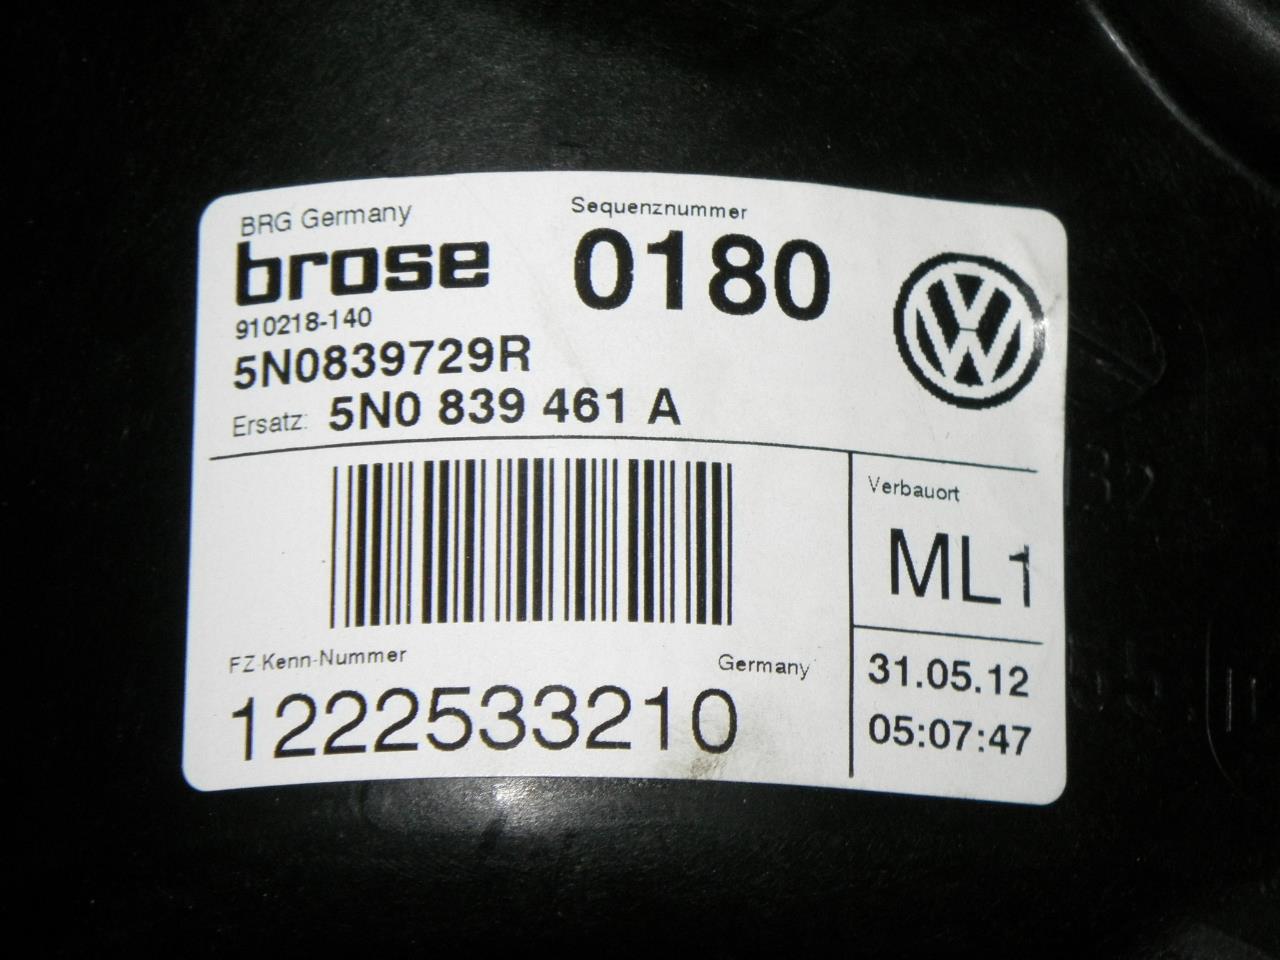 BRG Germany
brose
910218-140
5N0839729R
Ersatz: 5N0 839 461 A
Sequenznummer
0180
Verbauort
ML1
FZ-Kenn-Nummer
Germany
1222533210
31.05.12
05:07:47